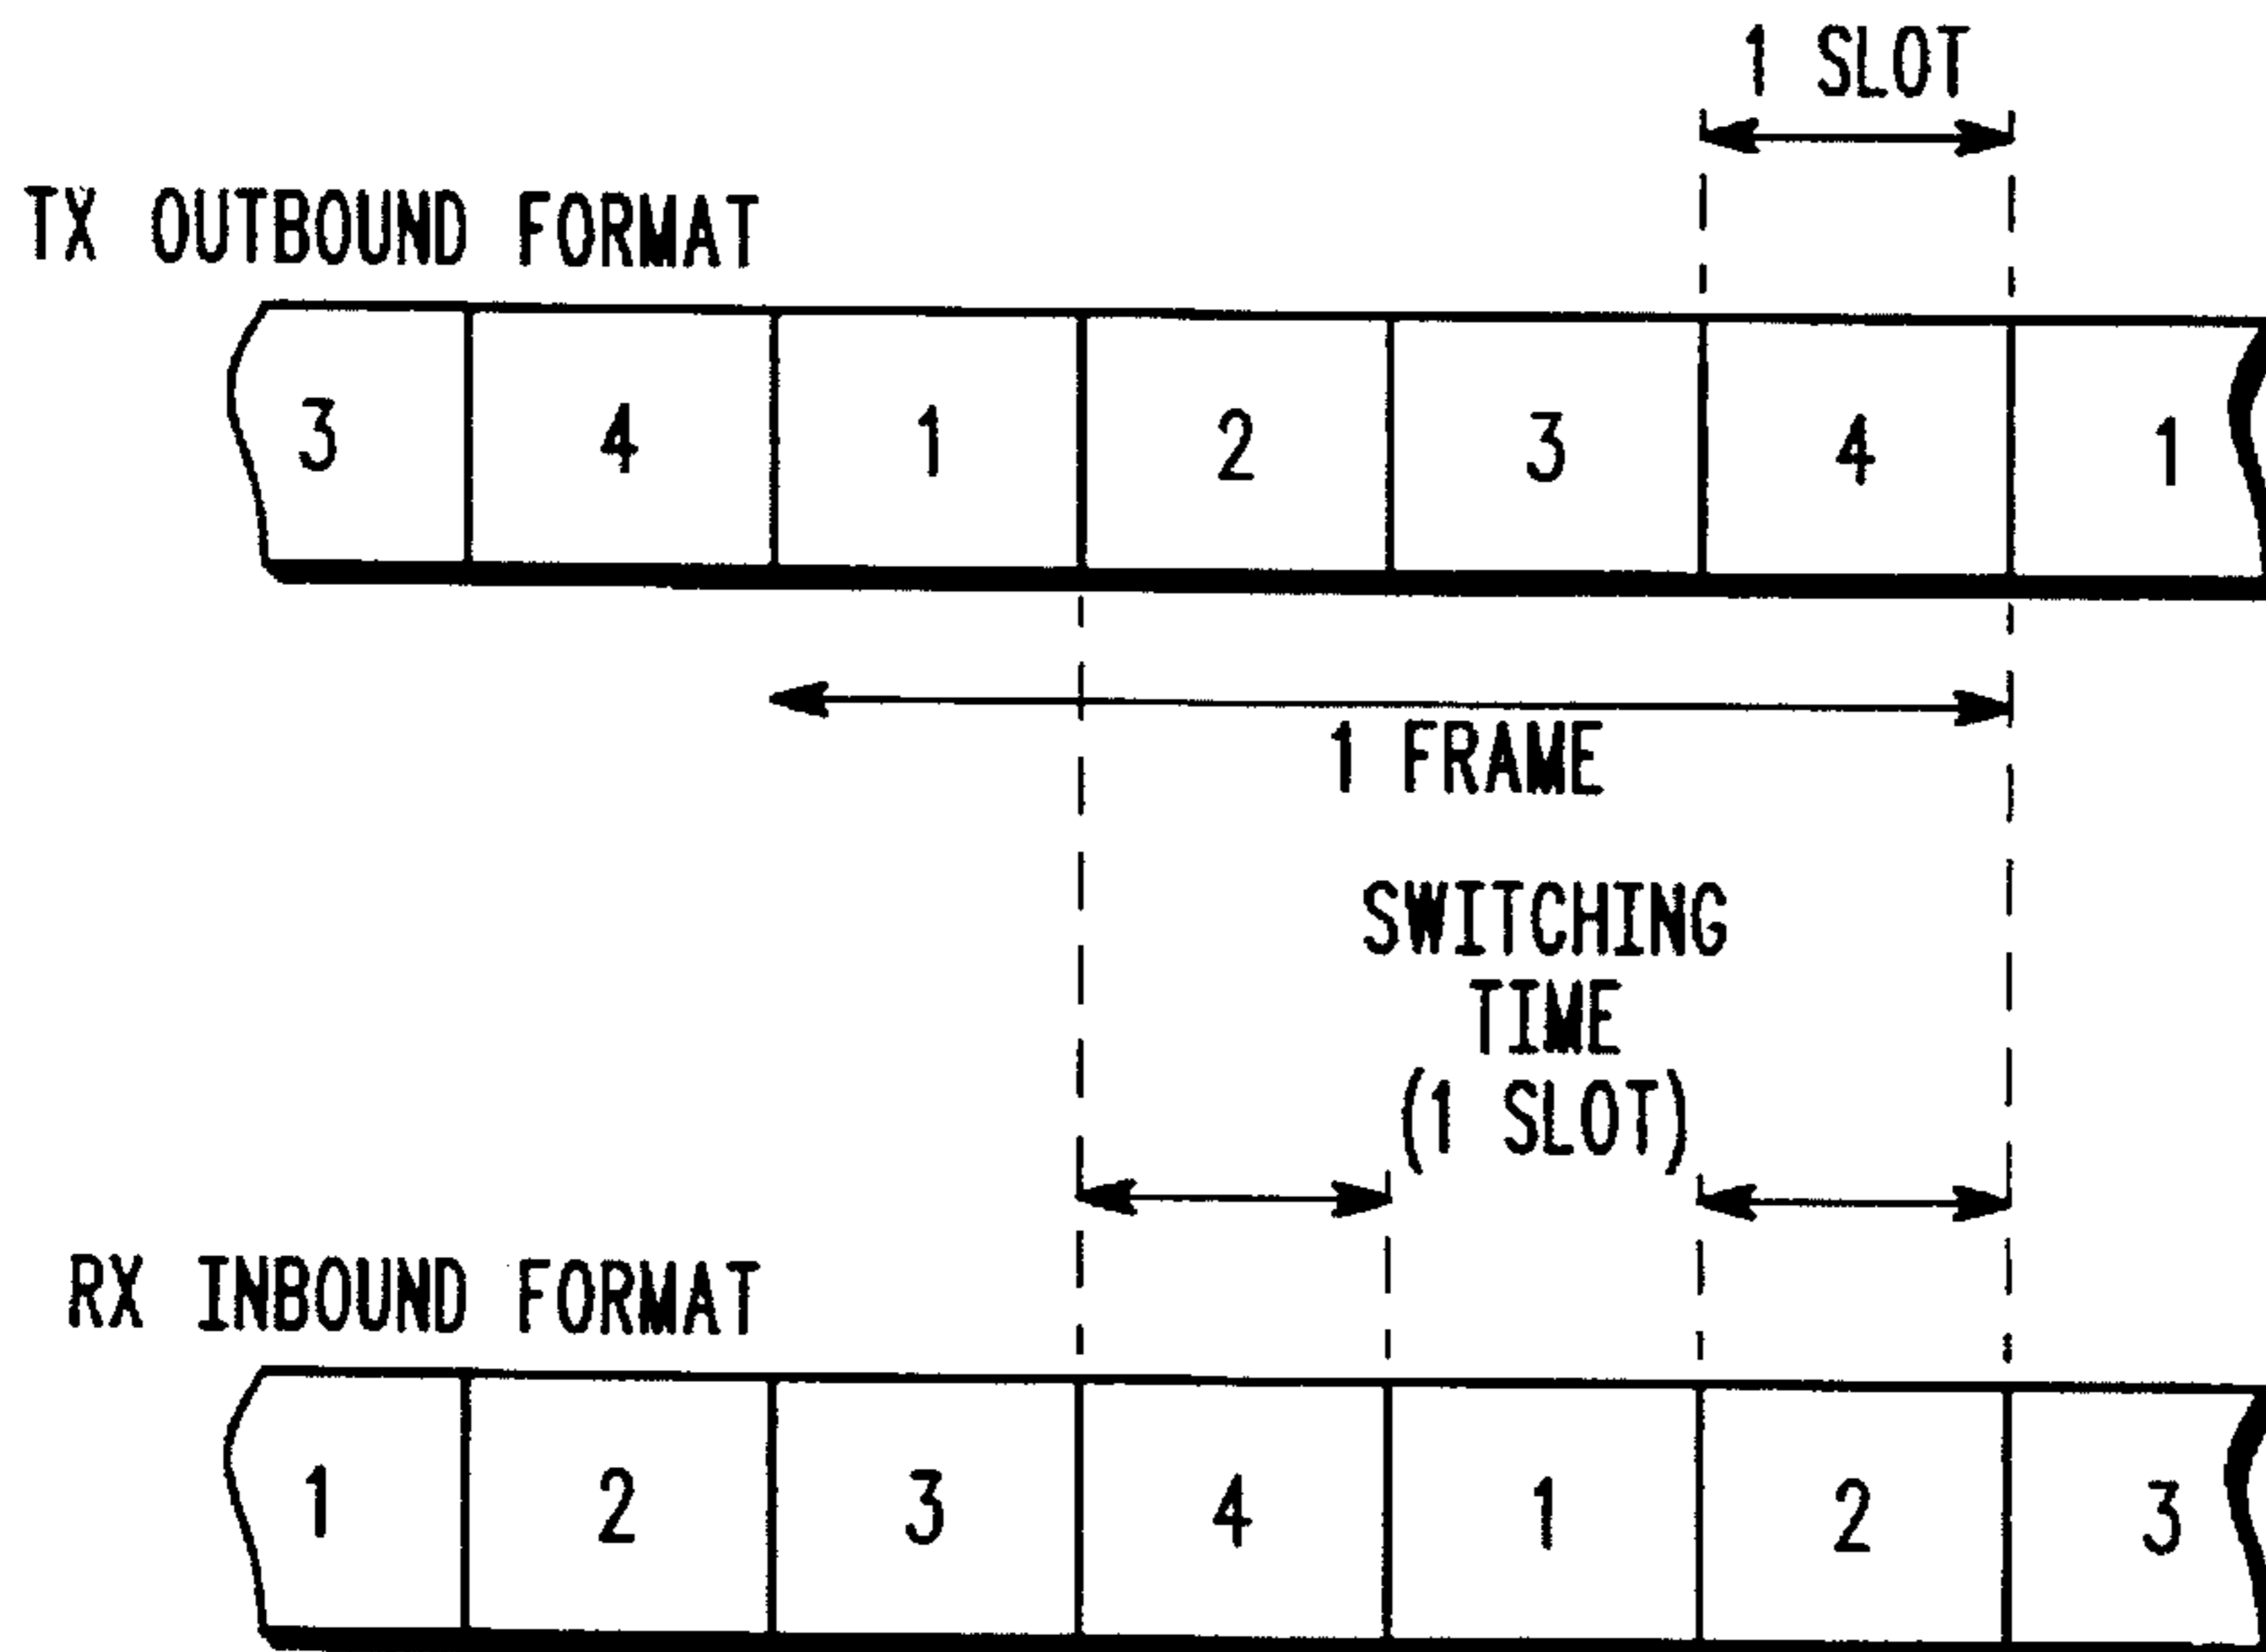 1 SLOT
TX OUTBOUND FORMAT
3 4 1 2 3 4 1
1 FRAME
SWITCHING
TIME
(1 SLOT)
RX INBOUND FORMAT
1 2 3 4 1 2 3